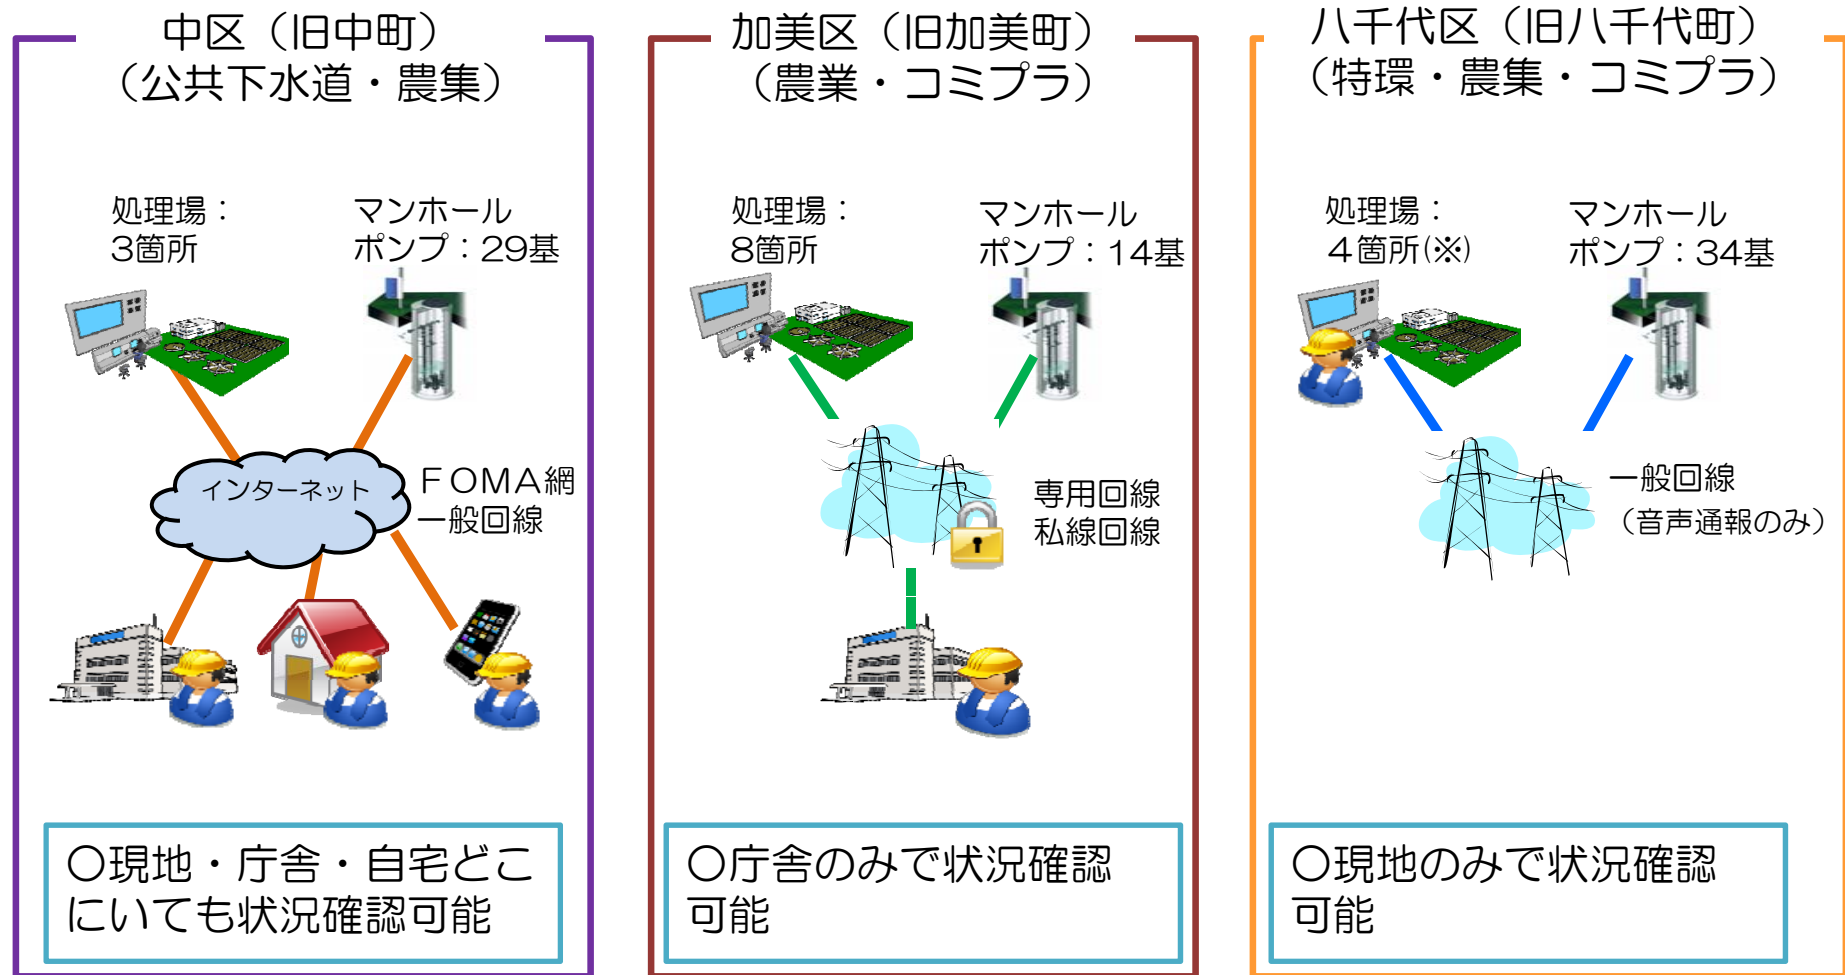 中区（旧中町）
（公共下水道・農集）
処理場：
3箇所
マンホール
ポンプ：29基
インターネット
ＦＯＭＡ網
一般回線
〇現地・庁舎・自宅どこ
にいても状況確認可能
加美区（旧加美町）
（農業・コミプラ）
処理場：
8箇所
マンホール
ポンプ：14基
専用回線
私線回線
〇庁舎のみで状況確認
可能
八千代区（旧八千代町）
（特環・農集・コミプラ）
処理場：
４箇所(※)
マンホール
ポンプ：34基
一般回線
（音声通報のみ）
〇現地のみで状況確認
可能